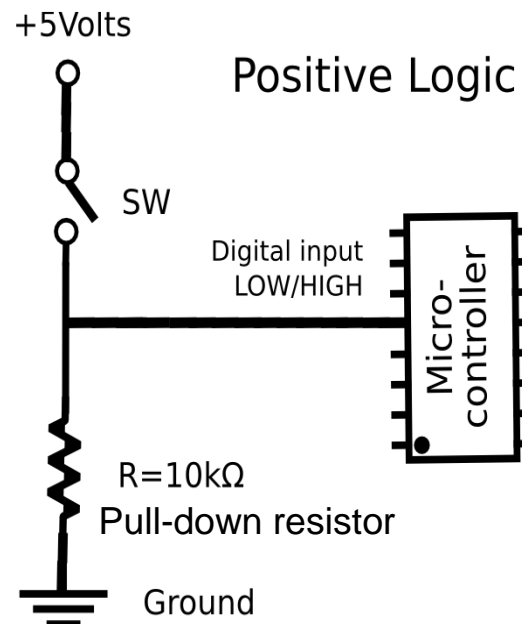 +5Volts
Positive Logic
SW
Digital input
LOW/HIGH
Micro-
controller
R=10kΩ
Pull-down resistor
Ground